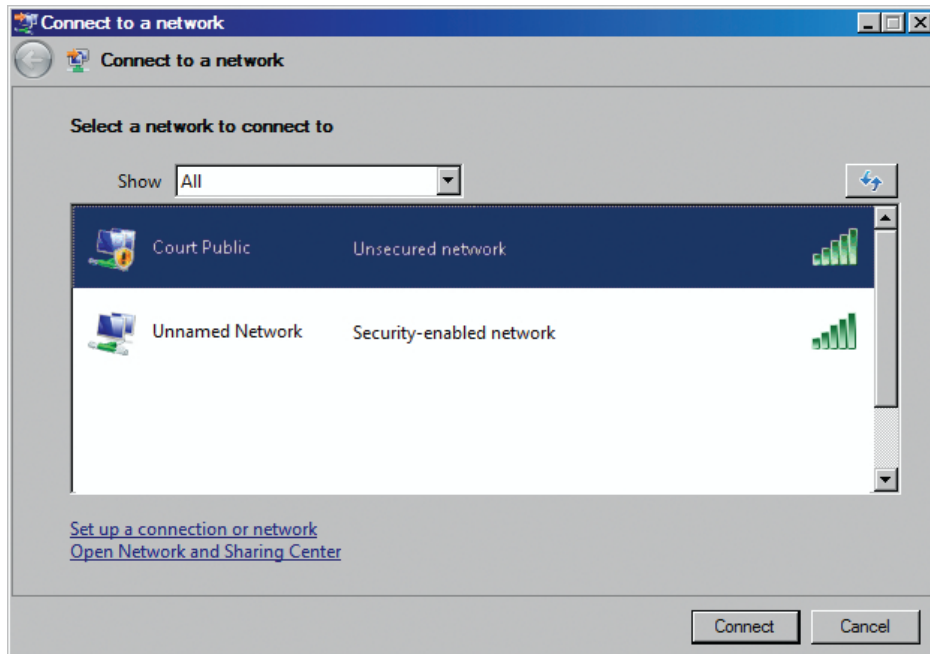 Connect to a network
Connect to a network
Select a network to connect to
Show All
Court Public Unsecured network
Unnamed Network Security-enabled network
Set up a connection or network
Open Network and Sharing Center
Connect Cancel